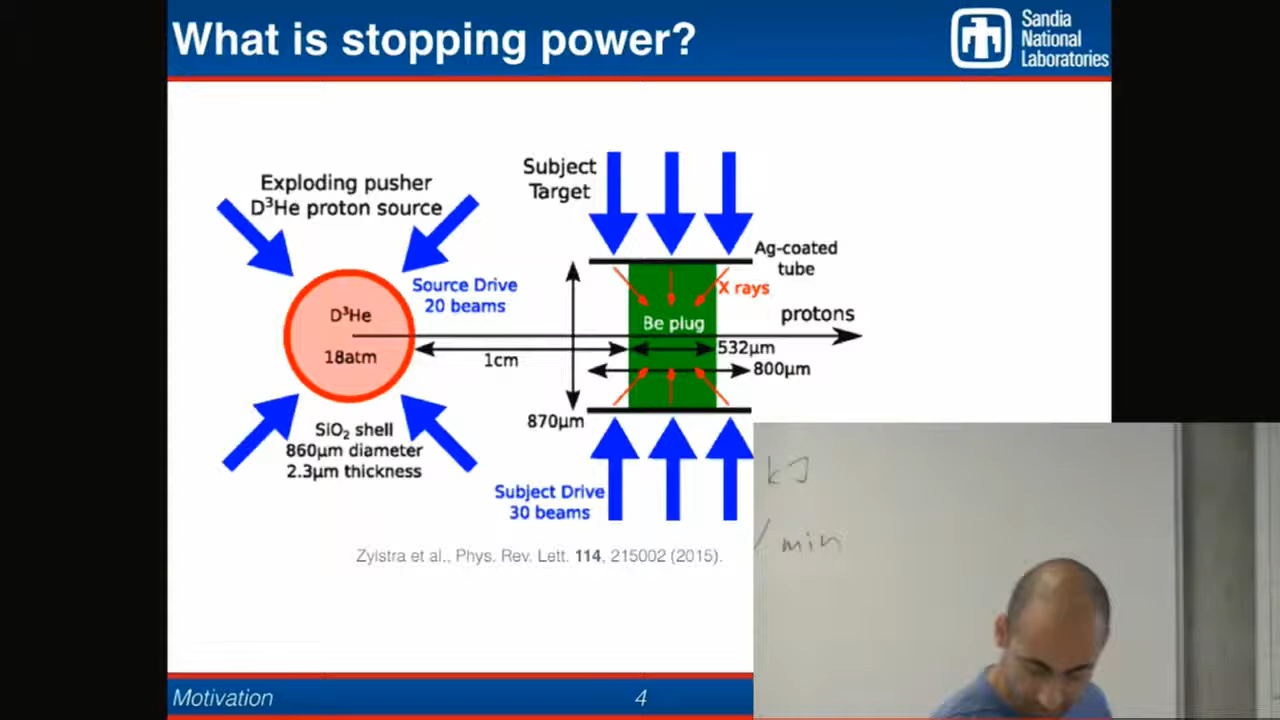 What is stopping power?
Sandia
National
Laboratories
Exploding pusher
D³He proton source
Source Drive
20 beams
D³He
18atm
SiO₂ shell
860µm diameter
2.3µm thickness
1cm
Subject
Target
Ag-coated
tube
X rays
Be plug
protons
532µm
800µm
870µm
Subject Drive
30 beams
Zylstra et al., Phys. Rev. Lett. 114, 215002 (2015).
kJ
/ min
Motivation
4